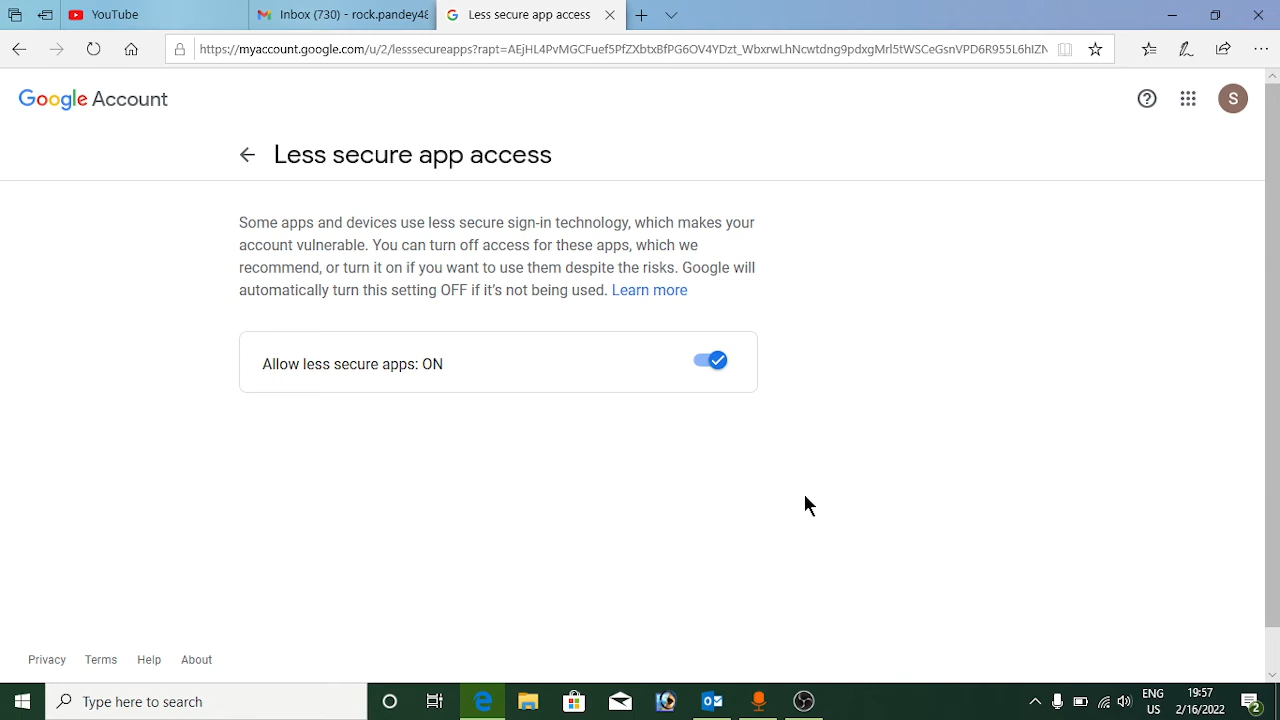 YouTube
Inbox (730) - rock.pandey48
Less secure app access
https://myaccount.google.com/u/2/lesssecureapps?rapt=AEjHL4PvMGCFuef5PfZXbtxBfPG6OV4YDzt_WbxrwLhNcwtdng9pdxgMrl5tWSCeGsnVPD6R955L6hIZN
Google Account
S
Less secure app access
Some apps and devices use less secure sign-in technology, which makes your
account vulnerable. You can turn off access for these apps, which we
recommend, or turn it on if you want to use them despite the risks. Google will
automatically turn this setting OFF if it's not being used. Learn more
Allow less secure apps: ON
Privacy Terms Help About
Type here to search
ENG
US
19:57
2/16/2022
2